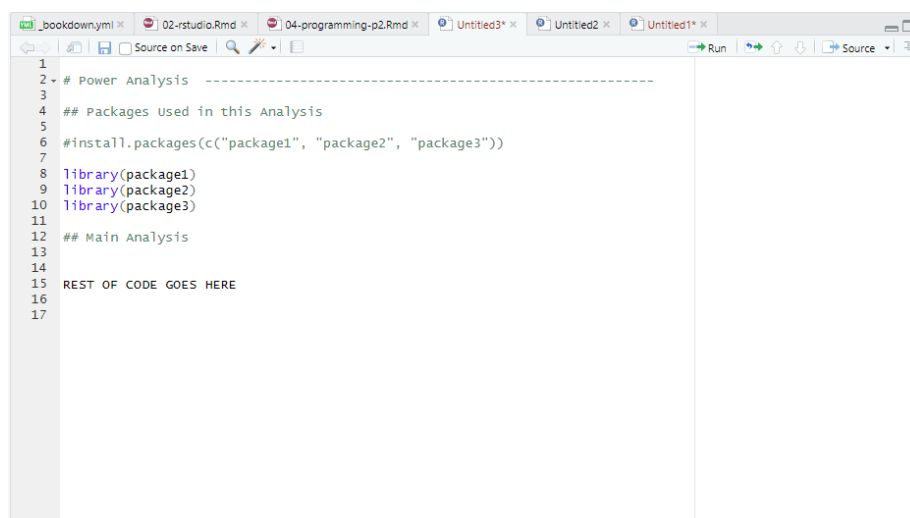 _bookdown.yml × 02-rstudio.Rmd × 04-programming-p2.Rmd × Untitled3* × Untitled2 × Untitled1* ×
Source on Save Run Source
1
2 # Power Analysis --------------------------------------------------------
3
4 ## Packages Used in this Analysis
5
6 #install.packages(c("package1", "package2", "package3"))
7
8 library(package1)
9 library(package2)
10 library(package3)
11
12 ## Main Analysis
13
14
15 REST OF CODE GOES HERE
16
17